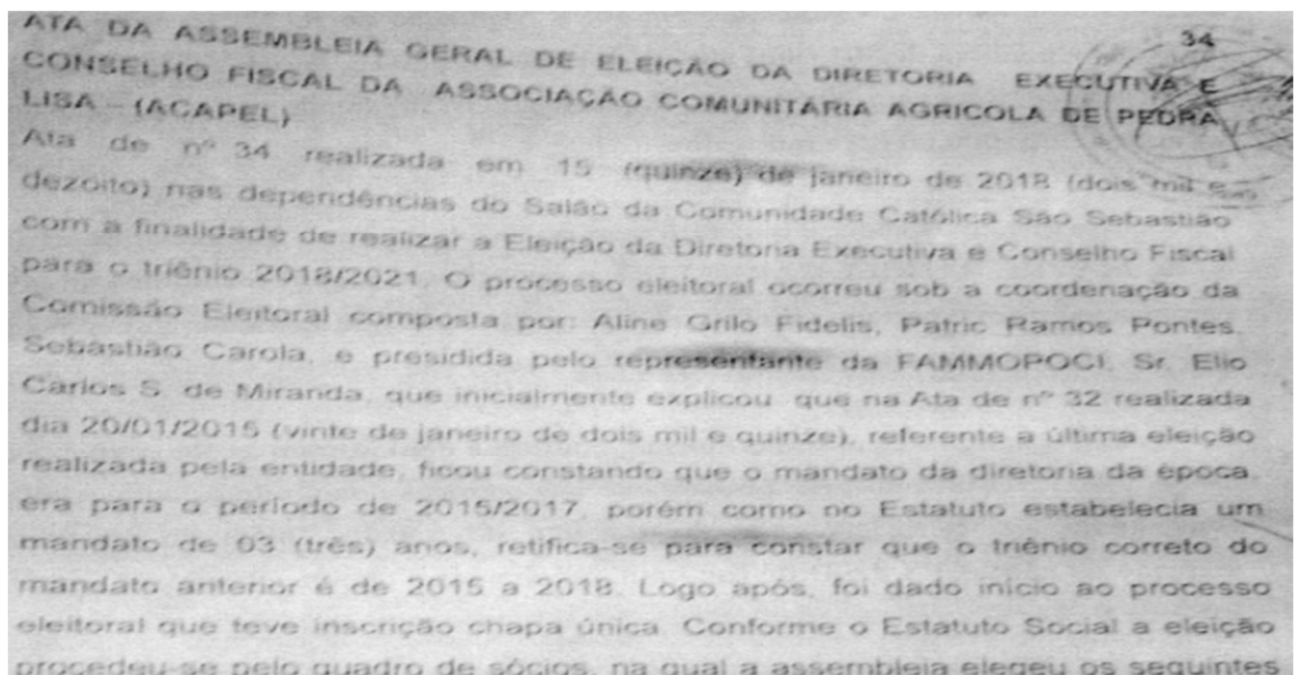 34
ATA DA ASSEMBLEIA GERAL DE ELEIÇÃO DA DIRETORIA EXECUTIVA E
CONSELHO FISCAL DA ASSOCIAÇÃO COMUNITÁRIA AGRICOLA DE PEDRA
LISA - (ACAPEL)
Ata de nº 34 realizada em 15 (quinze) de janeiro de 2018 (dois mil e
dezoito) nas dependências do Salão da Comunidade Católica São Sebastião
com a finalidade de realizar a Eleição da Diretoria Executiva e Conselho Fiscal
para o triênio 2018/2021. O processo eleitoral ocorreu sob a coordenação da
Comissão Eleitoral composta por: Aline Grilo Fidelis, Patric Ramos Pontes,
Sebastião Carola, e presidida pelo representante da FAMMOPOCI, Sr. Elio
Carlos S. de Miranda, que inicialmente explicou que na Ata de nº 32 realizada
dia 20/01/2015 (vinte de janeiro de dois mil e quinze), referente a última eleição
realizada pela entidade, ficou constando que o mandato da diretoria da época,
era para o período de 2015/2017, porém como no Estatuto estabelecia um
mandato de 03 (três) anos, retifica-se para constar que o triênio correto do
mandato anterior é de 2015 a 2018. Logo após, foi dado início ao processo
eleitoral que teve inscrição chapa única. Conforme o Estatuto Social a eleição
procedeu-se pelo quadro de sócios, na qual a assembleia elegeu os seguintes